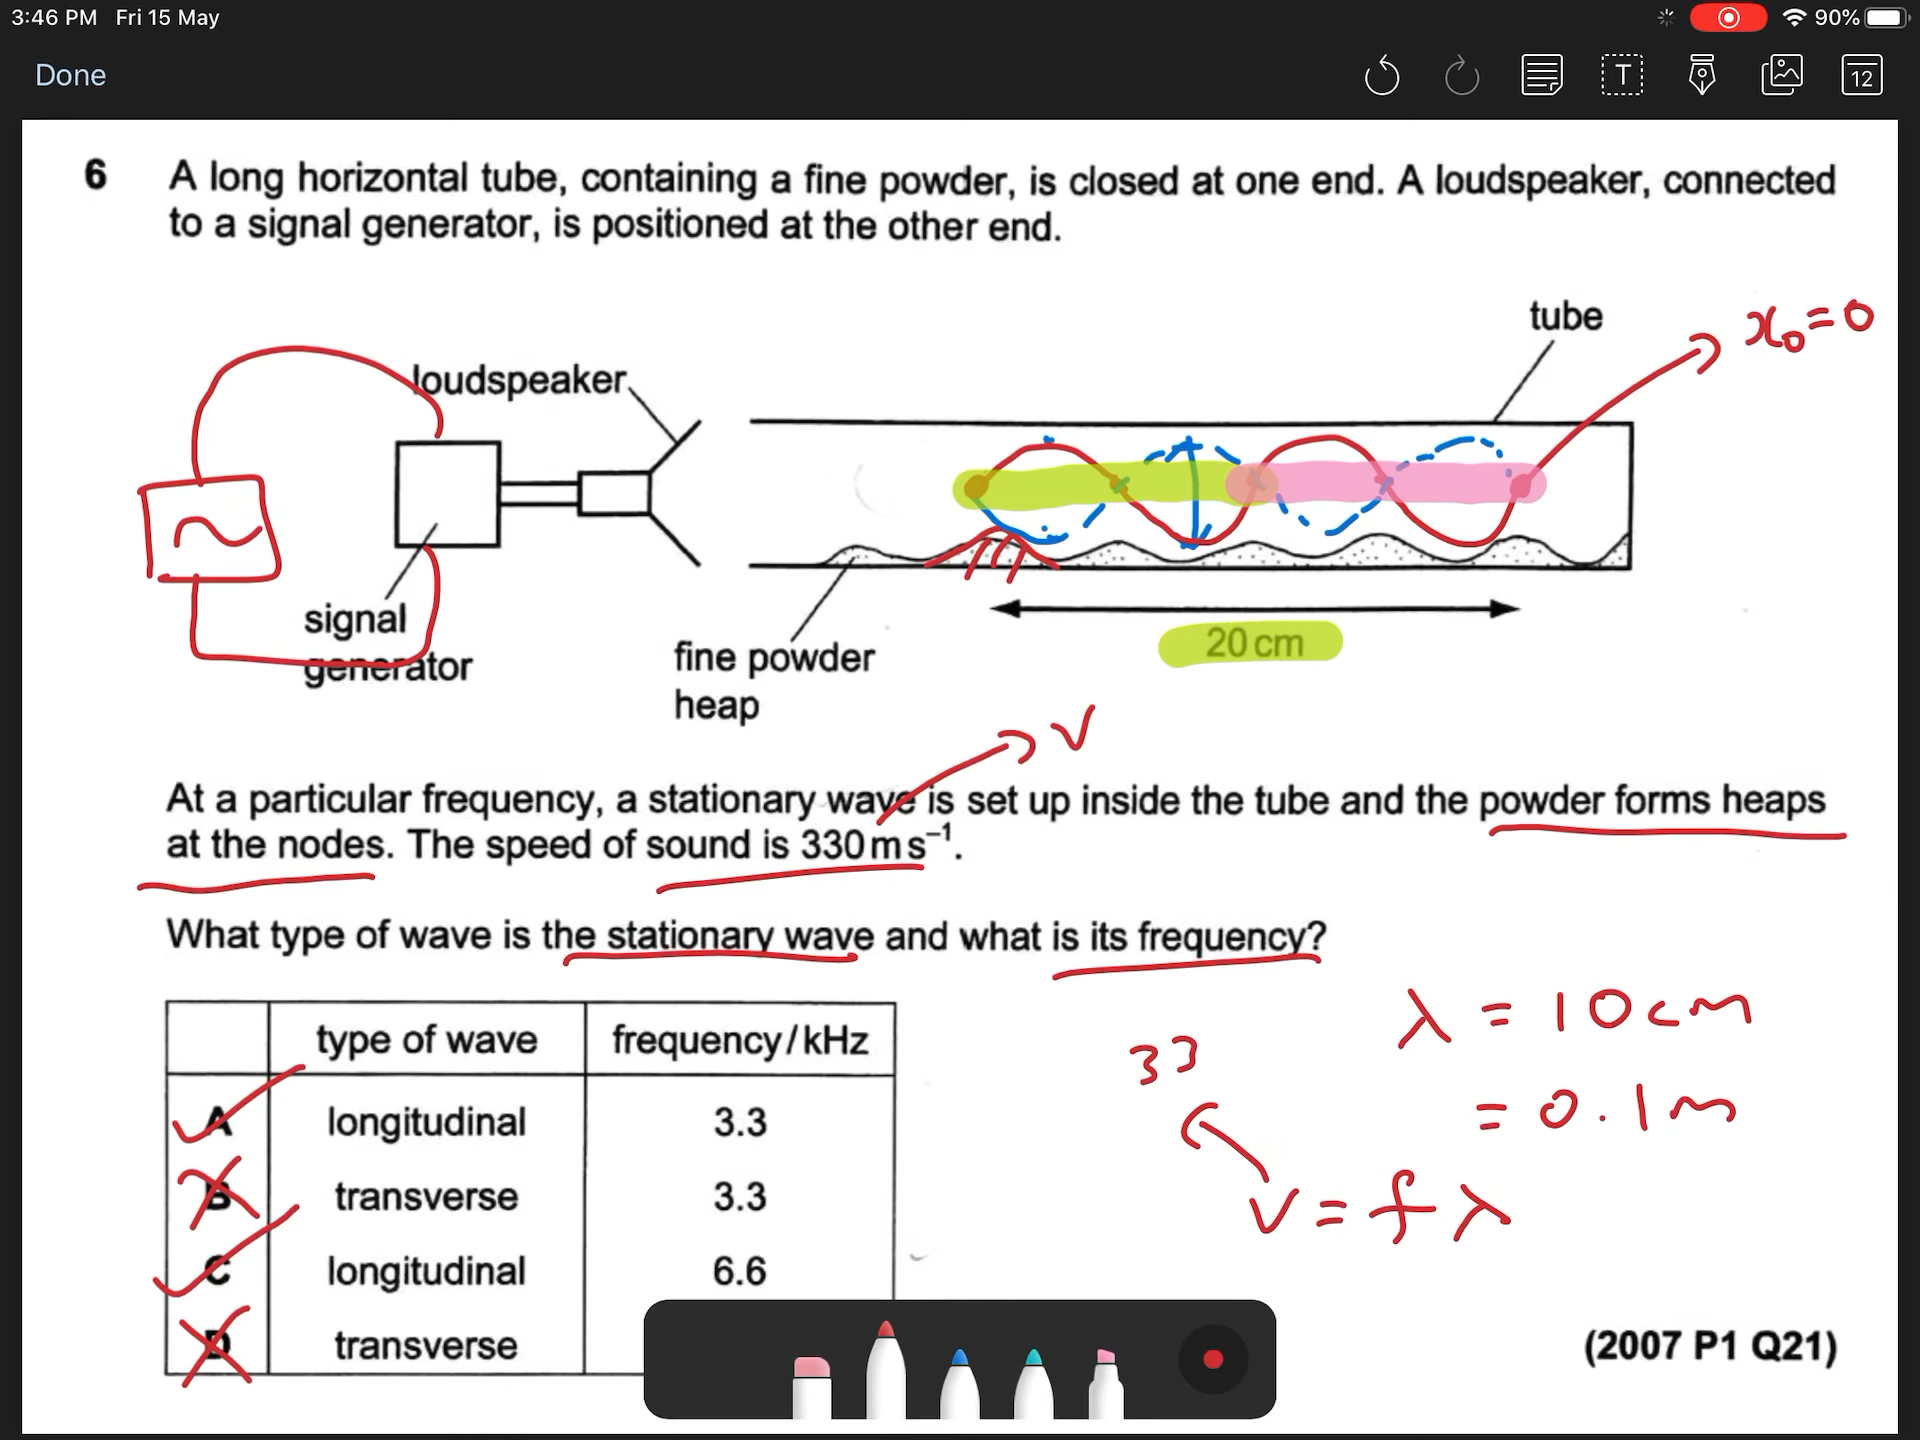 3:46 PM Fri 15 May
90%
Done
T
12
6 A long horizontal tube, containing a fine powder, is closed at one end. A loudspeaker, connected
to a signal generator, is positioned at the other end.
tube
x₀=0
loudspeaker
signal
generator
20 cm
fine powder
heap
v
At a particular frequency, a stationary wave is set up inside the tube and the powder forms heaps
at the nodes. The speed of sound is 330 m s⁻¹.
What type of wave is the stationary wave and what is its frequency?
type of wave frequency/kHz
A longitudinal 3.3
B transverse 3.3
C longitudinal 6.6
D transverse
λ = 10cm
= 0.1m
33
v = fλ
(2007 P1 Q21)